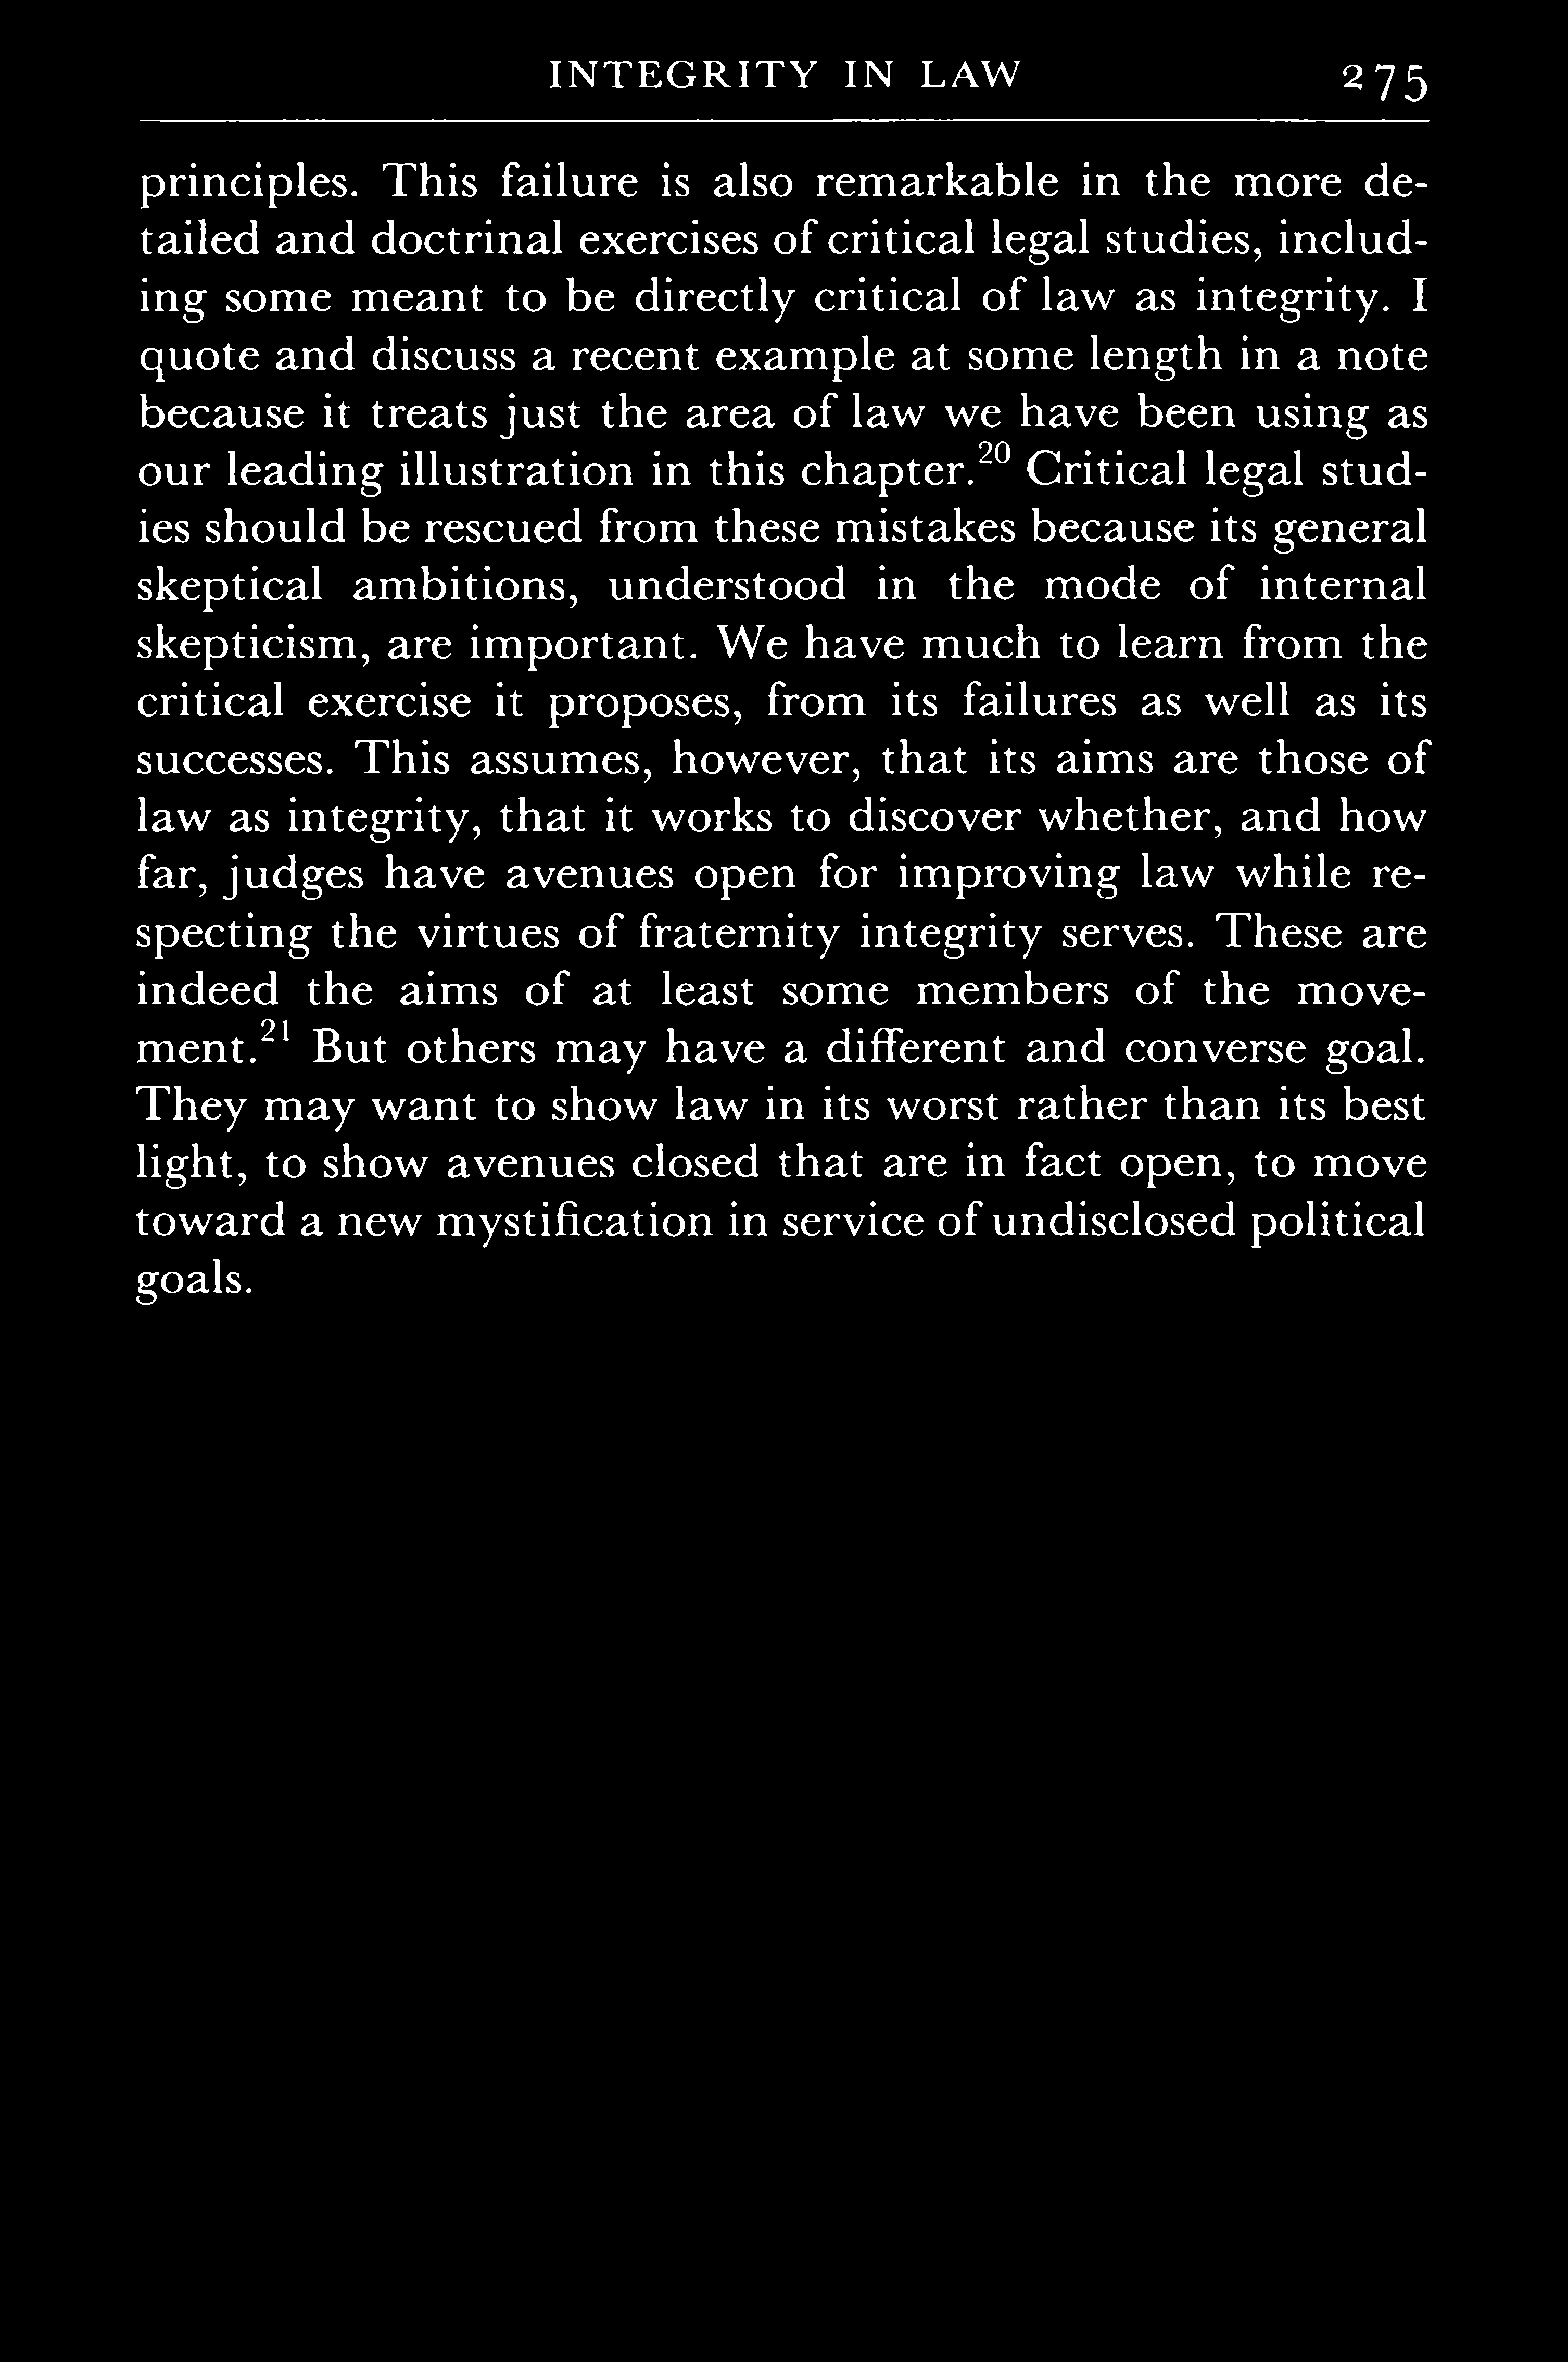 INTEGRITY IN LAW 275
principles. This failure is also remarkable in the more de-
tailed and doctrinal exercises of critical legal studies, includ-
ing some meant to be directly critical of law as integrity. I
quote and discuss a recent example at some length in a note
because it treats just the area of law we have been using as
our leading illustration in this chapter.²⁰ Critical legal stud-
ies should be rescued from these mistakes because its general
skeptical ambitions, understood in the mode of internal
skepticism, are important. We have much to learn from the
critical exercise it proposes, from its failures as well as its
successes. This assumes, however, that its aims are those of
law as integrity, that it works to discover whether, and how
far, judges have avenues open for improving law while re-
specting the virtues of fraternity integrity serves. These are
indeed the aims of at least some members of the move-
ment.²¹ But others may have a different and converse goal.
They may want to show law in its worst rather than its best
light, to show avenues closed that are in fact open, to move
toward a new mystification in service of undisclosed political
goals.